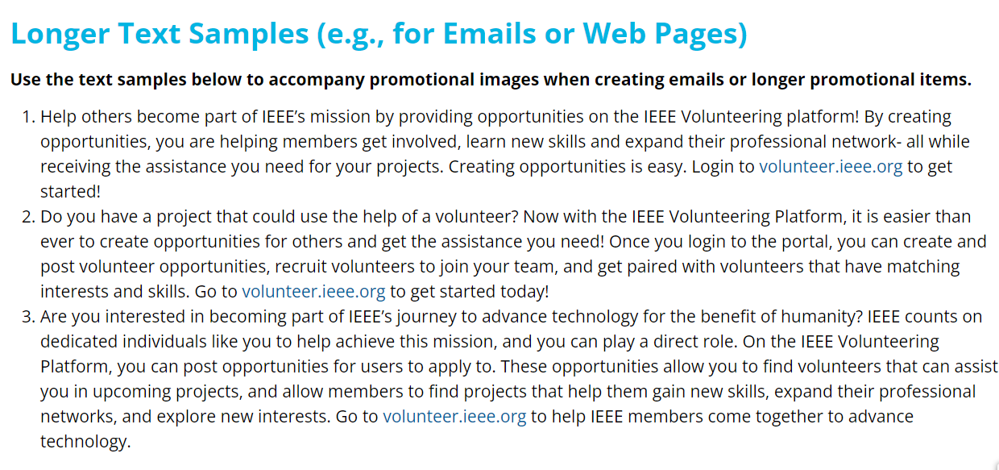 Longer Text Samples (e.g., for Emails or Web Pages)
Use the text samples below to accompany promotional images when creating emails or longer promotional items.
1. Help others become part of IEEE’s mission by providing opportunities on the IEEE Volunteering platform! By creating
opportunities, you are helping members get involved, learn new skills and expand their professional network- all while
receiving the assistance you need for your projects. Creating opportunities is easy. Login to volunteer.ieee.org to get
started!
2. Do you have a project that could use the help of a volunteer? Now with the IEEE Volunteering Platform, it is easier than
ever to create opportunities for others and get the assistance you need! Once you login to the portal, you can create and
post volunteer opportunities, recruit volunteers to join your team, and get paired with volunteers that have matching
interests and skills. Go to volunteer.ieee.org to get started today!
3. Are you interested in becoming part of IEEE’s journey to advance technology for the benefit of humanity? IEEE counts on
dedicated individuals like you to help achieve this mission, and you can play a direct role. On the IEEE Volunteering
Platform, you can post opportunities for users to apply to. These opportunities allow you to find volunteers that can assist
you in upcoming projects, and allow members to find projects that help them gain new skills, expand their professional
networks, and explore new interests. Go to volunteer.ieee.org to help IEEE members come together to advance
technology.